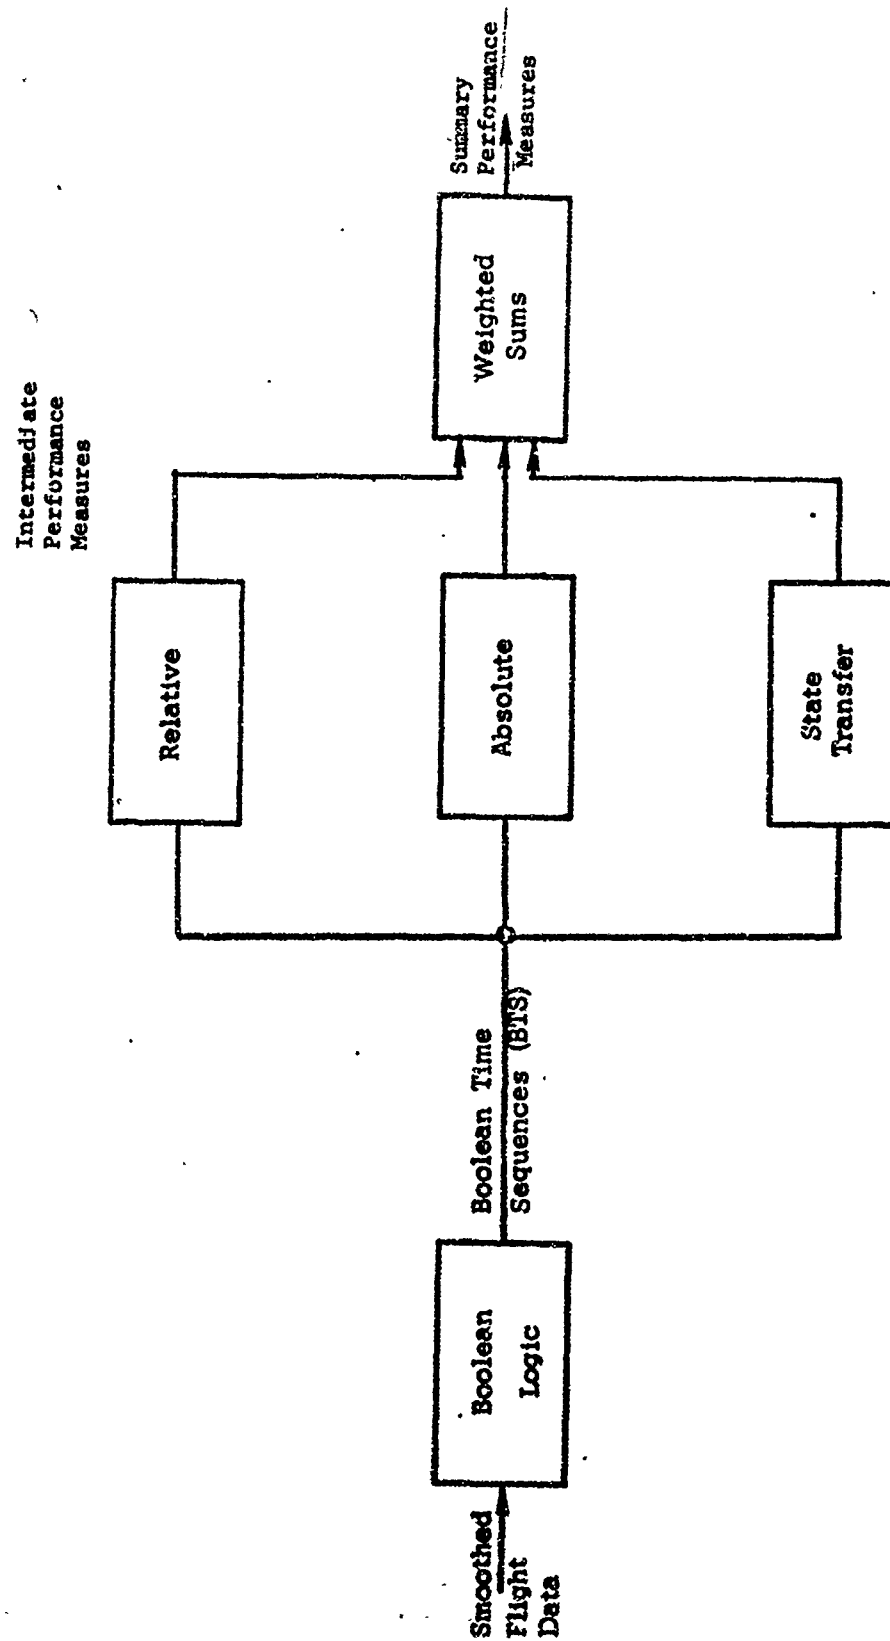 Smoothed
Flight
Data
Boolean
Logic
Boolean Time
Sequences (BTS)
Relative
Absolute
State
Transfer
Intermediate
Performance
Measures
Weighted
Sums
Summary
Performance
Measures